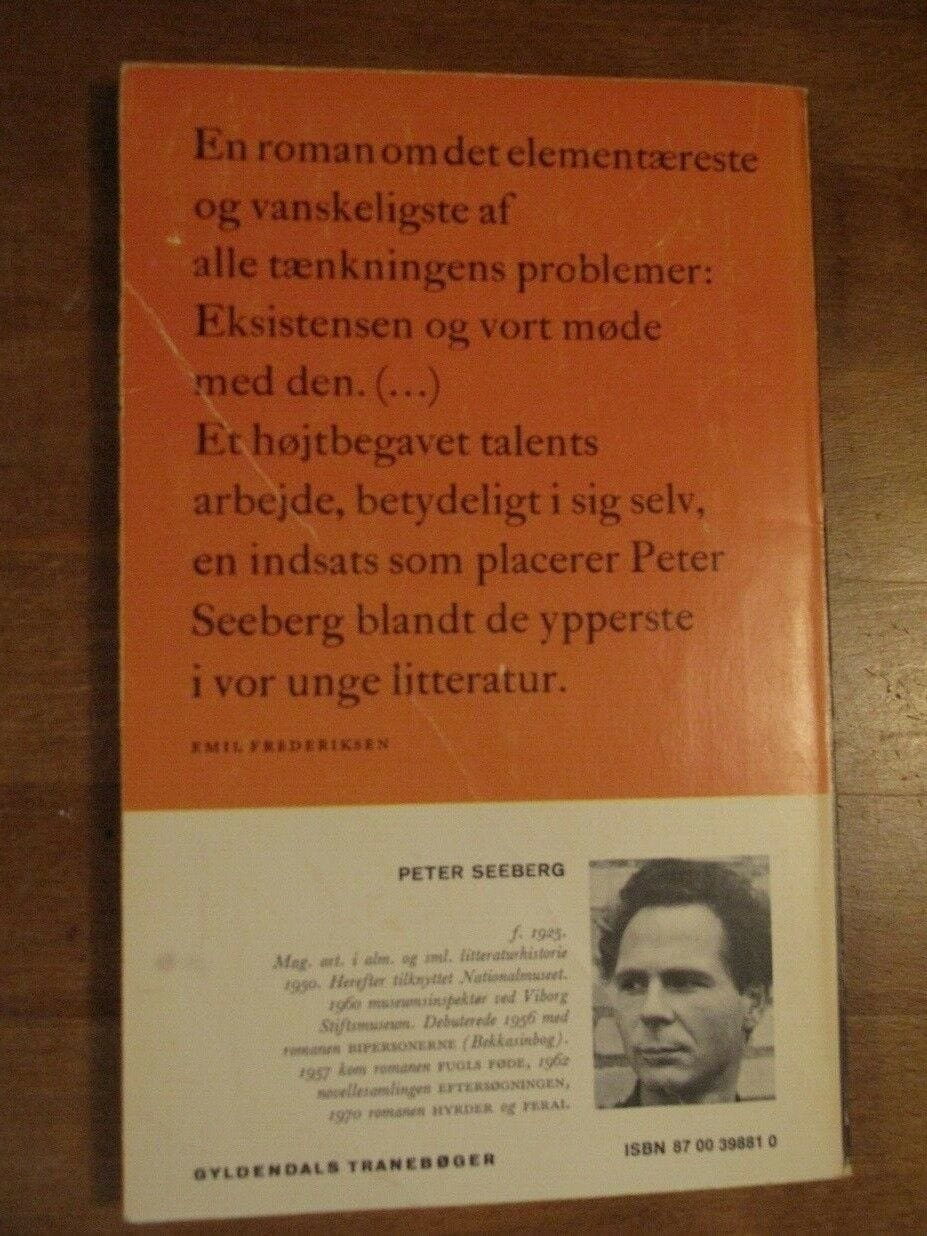 En roman om det elementæreste
og vanskeligste af
alle tænkningens problemer:
Eksistensen og vort møde
med den. (...)
Et højtbegavet talents
arbejde, betydeligt i sig selv,
en indsats som placerer Peter
Seeberg blandt de ypperste
i vor unge litteratur.
EMIL FREDERIKSEN
PETER SEEBERG
f. 1925.
Mag. art. i alm. og sml. litteraturhistorie
1950. Herefter tilknyttet Nationalmuseet.
1960 museumsinspektør ved Viborg
Stiftsmuseum. Debuterede 1956 med
romanen BIPERSONERNE (Bekkasinbog).
1957 kom romanen FUGLS FØDE, 1962
novellesamlingen EFTERSØGNINGEN,
1970 romanen HYRDER og FERAI.
ISBN 87 00 39881 0
GYLDENDALS TRANEBØGER